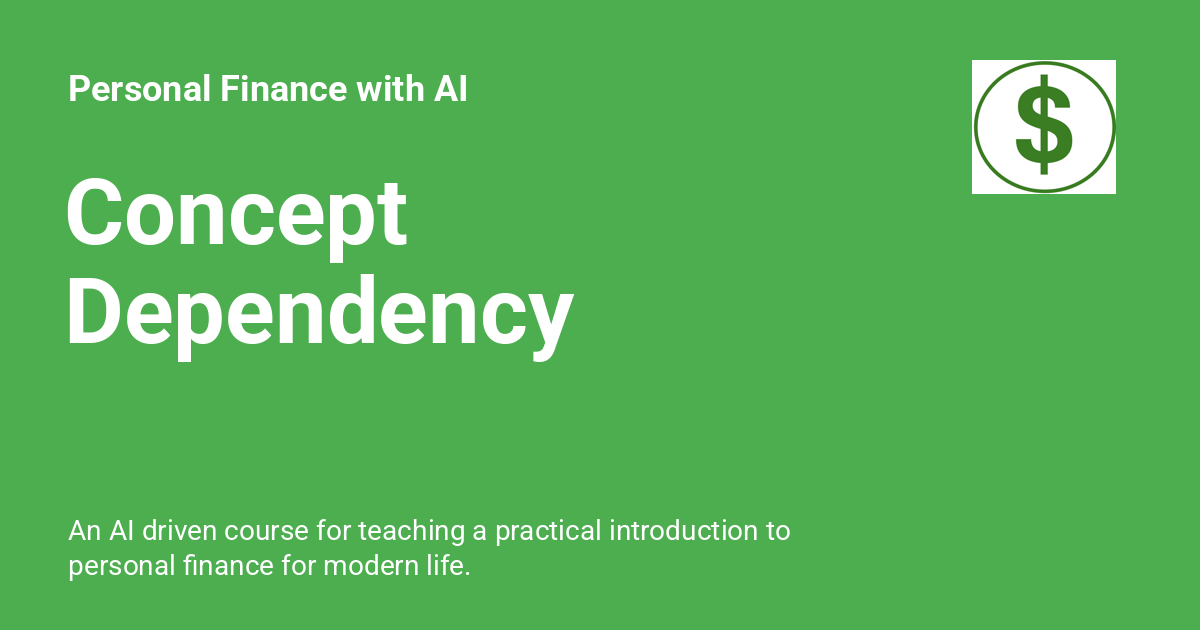 Personal Finance with AI
$
Concept
Dependency
An AI driven course for teaching a practical introduction to
personal finance for modern life.